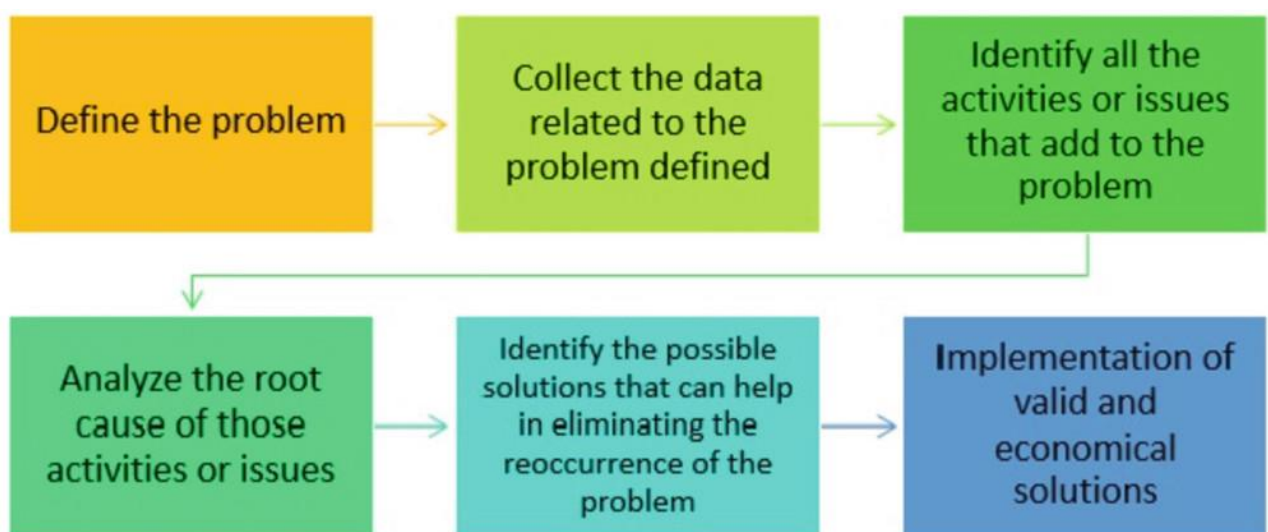 Define the problem
Collect the data
related to the
problem defined
Identify all the
activities or issues
that add to the
problem
Analyze the root
cause of those
activities or issues
Identify the possible
solutions that can help
in eliminating the
reoccurrence of the
problem
Implementation of
valid and
economical
solutions